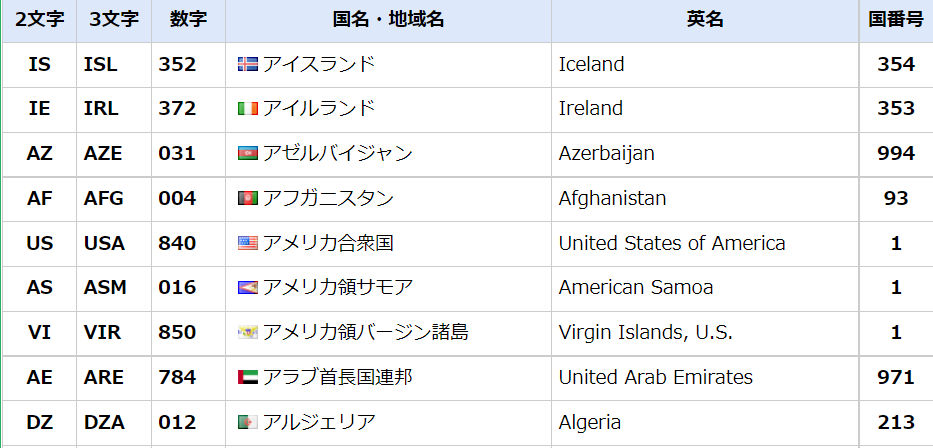 2文字 3文字 数字 国名・地域名 英名 国番号
IS ISL 352 アイスランド Iceland 354
IE IRL 372 アイルランド Ireland 353
AZ AZE 031 アゼルバイジャン Azerbaijan 994
AF AFG 004 アフガニスタン Afghanistan 93
US USA 840 アメリカ合衆国 United States of America 1
AS ASM 016 アメリカ領サモア American Samoa 1
VI VIR 850 アメリカ領バージン諸島 Virgin Islands, U.S. 1
AE ARE 784 アラブ首長国連邦 United Arab Emirates 971
DZ DZA 012 アルジェリア Algeria 213